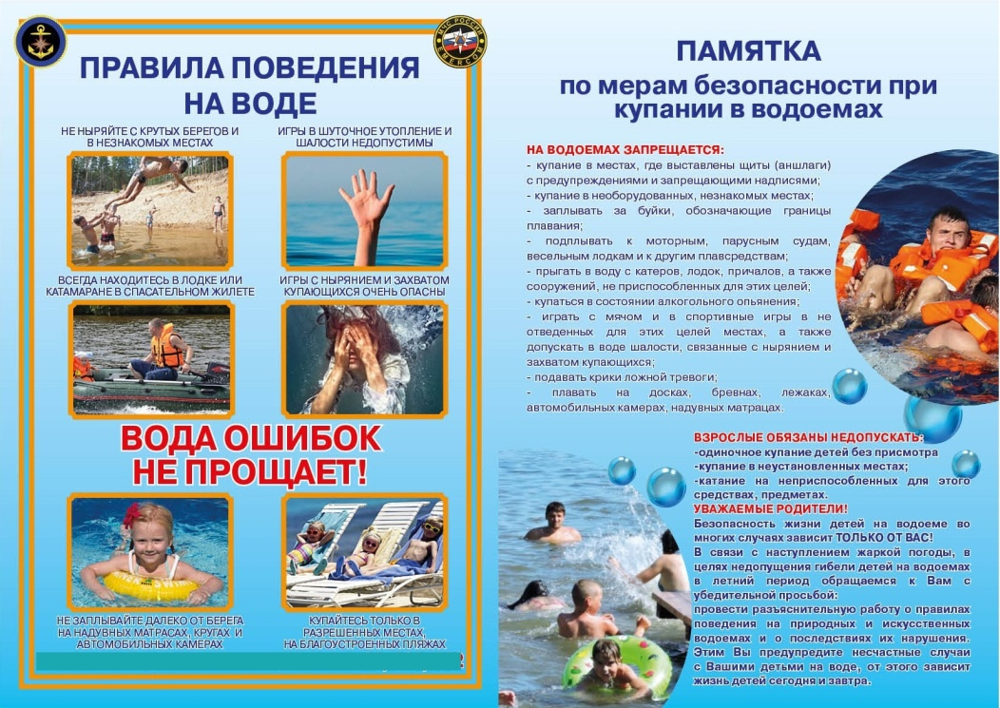 МЧС РОССИИ
EMERCOM
ПРАВИЛА ПОВЕДЕНИЯ
НА ВОДЕ
НЕ НЫРЯЙТЕ С КРУТЫХ БЕРЕГОВ И
В НЕЗНАКОМЫХ МЕСТАХ
ИГРЫ В ШУТОЧНОЕ УТОПЛЕНИЕ И
ШАЛОСТИ НЕДОПУСТИМЫ
ВСЕГДА НАХОДИТЕСЬ В ЛОДКЕ ИЛИ
КАТАМАРАНЕ В СПАСАТЕЛЬНОМ ЖИЛЕТЕ
ИГРЫ С НЫРЯНИЕМ И ЗАХВАТОМ
КУПАЮЩИХСЯ ОЧЕНЬ ОПАСНЫ
ВОДА ОШИБОК
НЕ ПРОЩАЕТ!
НЕ ЗАПЛЫВАЙТЕ ДАЛЕКО ОТ БЕРЕГА
НА НАДУВНЫХ МАТРАСАХ, КРУГАХ И
АВТОМОБИЛЬНЫХ КАМЕРАХ
КУПАЙТЕСЬ ТОЛЬКО В
РАЗРЕШЕННЫХ МЕСТАХ,
НА БЛАГОУСТРОЕННЫХ ПЛЯЖАХ
ПАМЯТКА
по мерам безопасности при
купании в водоемах
НА ВОДОЕМАХ ЗАПРЕЩАЕТСЯ:
- купание в местах, где выставлены щиты (аншлаги)
с предупреждениями и запрещающими надписями;
- купание в необорудованных, незнакомых местах;
- заплывать за буйки, обозначающие границы
плавания;
- подплывать к моторным, парусным судам,
весельным лодкам и к другим плавсредствам;
- прыгать в воду с катеров, лодок, причалов, а также
сооружений, не приспособленных для этих целей;
- купаться в состоянии алкогольного опьянения;
- играть с мячом и в спортивные игры в не
отведенных для этих целей местах, а также
допускать в воде шалости, связанные с нырянием и
захватом купающихся;
- подавать крики ложной тревоги;
- плавать на досках, бревнах, лежаках,
автомобильных камерах, надувных матрацах.
ВЗРОСЛЫЕ ОБЯЗАНЫ НЕДОПУСКАТЬ:
-одиночное купание детей без присмотра
-купание в неустановленных местах;
-катание на неприспособленных для этого
средствах, предметах.
УВАЖАЕМЫЕ РОДИТЕЛИ!
Безопасность жизни детей на водоеме во
многих случаях зависит ТОЛЬКО ОТ ВАС!
В связи с наступлением жаркой погоды, в
целях недопущения гибели детей на водоемах
в летний период обращаемся к Вам с
убедительной просьбой:
провести разъяснительную работу о правилах
поведения на природных и искусственных
водоемах и о последствиях их нарушения.
Этим Вы предупредите несчастные случаи
с Вашими детьми на воде, от этого зависит
жизнь детей сегодня и завтра.